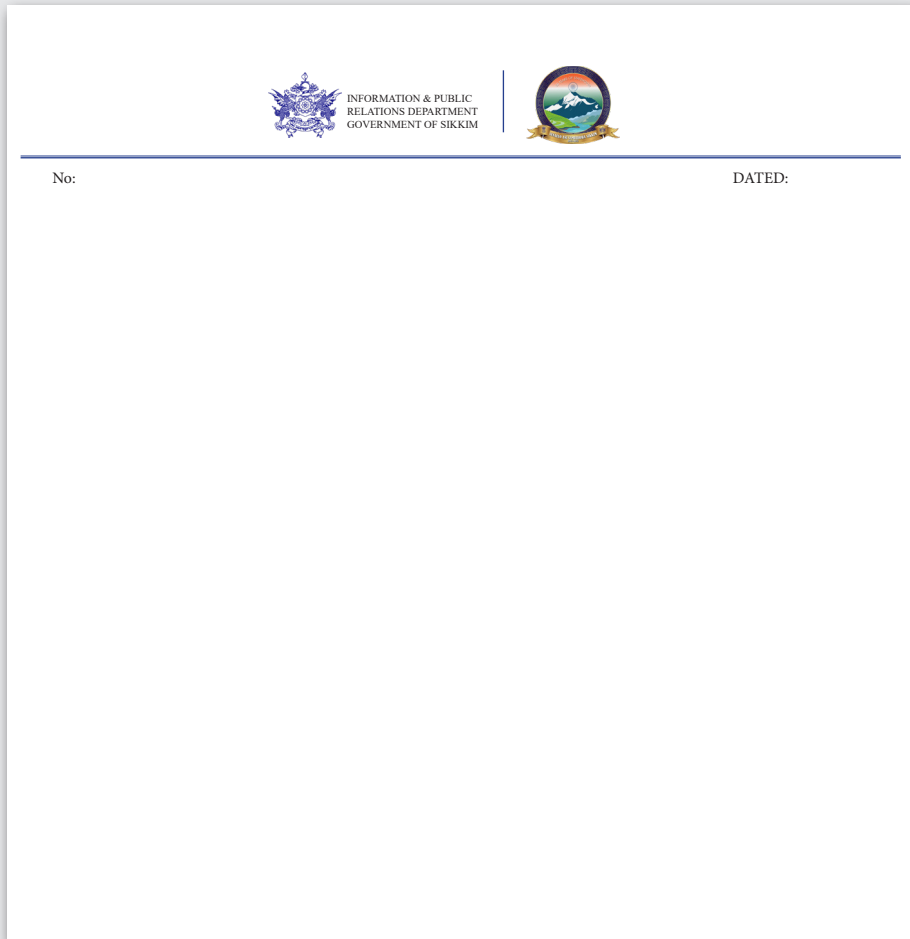 INFORMATION & PUBLIC
RELATIONS DEPARTMENT
GOVERNMENT OF SIKKIM
No:
DATED: